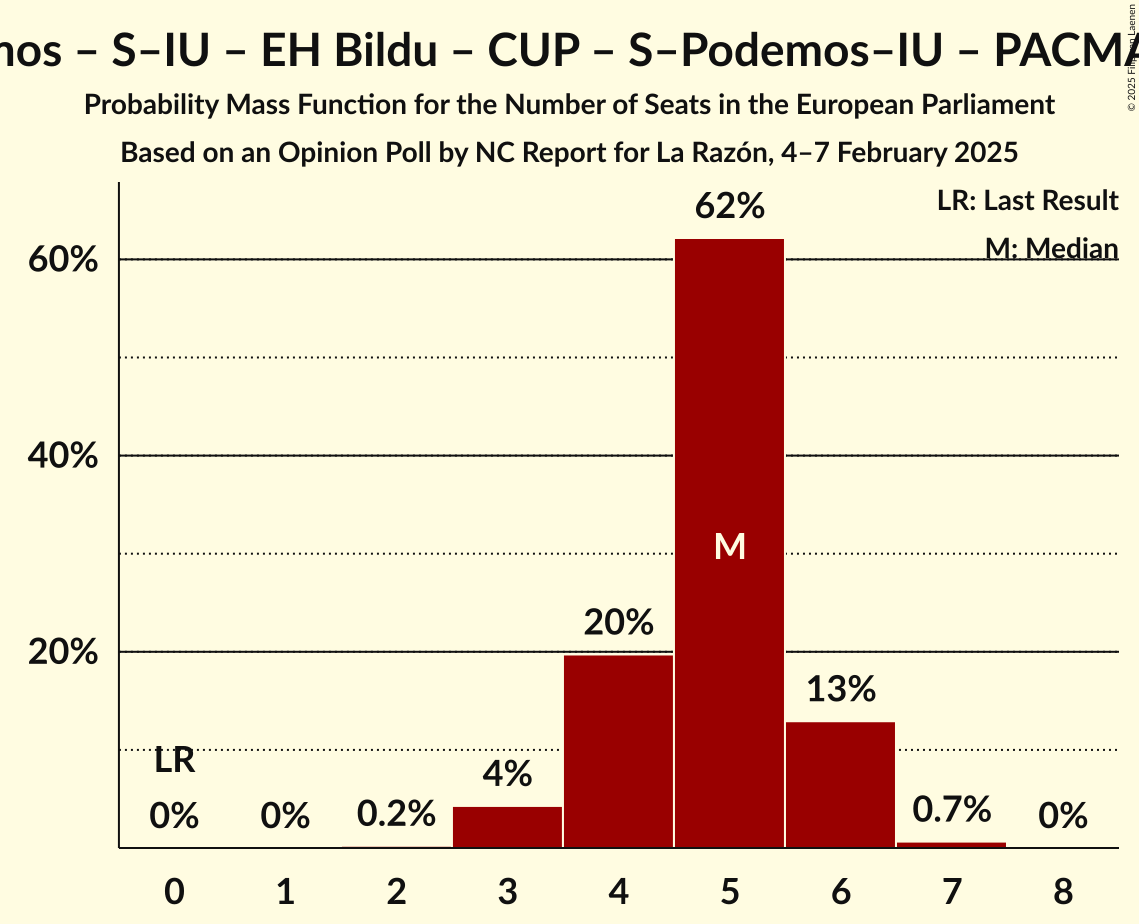 – S–IU – EH Bildu – CUP – S–Podemos–IU –
© 2025 Filip Laenen
Probability Mass Function for the Number of Seats in the European Parliament
Based on an Opinion Poll by NC Report for La Razón, 4–7 February 2025
LR: Last Result
M: Median
62%
60%
40%
M
20%
20%
13%
LR
4%
0%
0%
0.2%
0.7%
0%
0 1 2 3 4 5 6 7 8